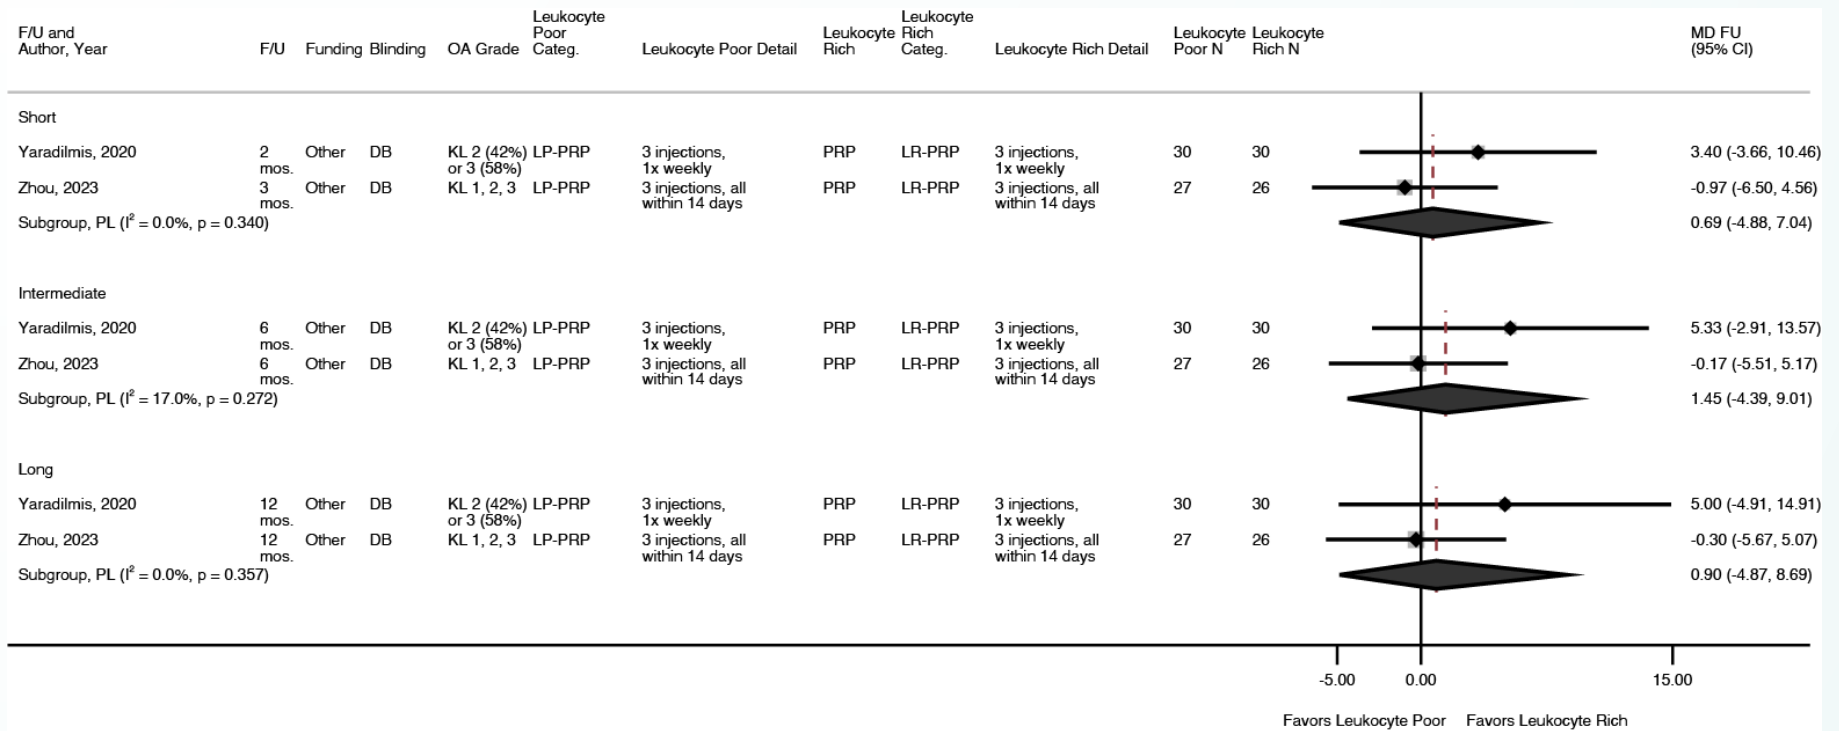 F/U and Author, Year F/U Funding Blinding OA Grade Leukocyte Poor Categ. Leukocyte Poor Detail Leukocyte Rich Leukocyte Rich Categ. Leukocyte Rich Detail Leukocyte Poor N Leukocyte Rich N MD FU (95% CI)
Short
Yaradilmis, 2020 2 Other DB KL 2 (42%) LP-PRP 3 injections, PRP LR-PRP 3 injections, 30 30 3.40 (-3.66, 10.46)
mos. or 3 (58%) 1x weekly 1x weekly
Zhou, 2023 3 Other DB KL 1, 2, 3 LP-PRP 3 injections, all PRP LR-PRP 3 injections, all 27 26 -0.97 (-6.50, 4.56)
mos. within 14 days within 14 days
Subgroup, PL (I² = 0.0%, p = 0.340) 0.69 (-4.88, 7.04)
Intermediate
Yaradilmis, 2020 6 Other DB KL 2 (42%) LP-PRP 3 injections, PRP LR-PRP 3 injections, 30 30 5.33 (-2.91, 13.57)
mos. or 3 (58%) 1x weekly 1x weekly
Zhou, 2023 6 Other DB KL 1, 2, 3 LP-PRP 3 injections, all PRP LR-PRP 3 injections, all 27 26 -0.17 (-5.51, 5.17)
mos. within 14 days within 14 days
Subgroup, PL (I² = 17.0%, p = 0.272) 1.45 (-4.39, 9.01)
Long
Yaradilmis, 2020 12 Other DB KL 2 (42%) LP-PRP 3 injections, PRP LR-PRP 3 injections, 30 30 5.00 (-4.91, 14.91)
mos. or 3 (58%) 1x weekly 1x weekly
Zhou, 2023 12 Other DB KL 1, 2, 3 LP-PRP 3 injections, all PRP LR-PRP 3 injections, all 27 26 -0.30 (-5.67, 5.07)
mos. within 14 days within 14 days
Subgroup, PL (I² = 0.0%, p = 0.357) 0.90 (-4.87, 8.69)
-5.00 0.00 15.00
Favors Leukocyte Poor Favors Leukocyte Rich